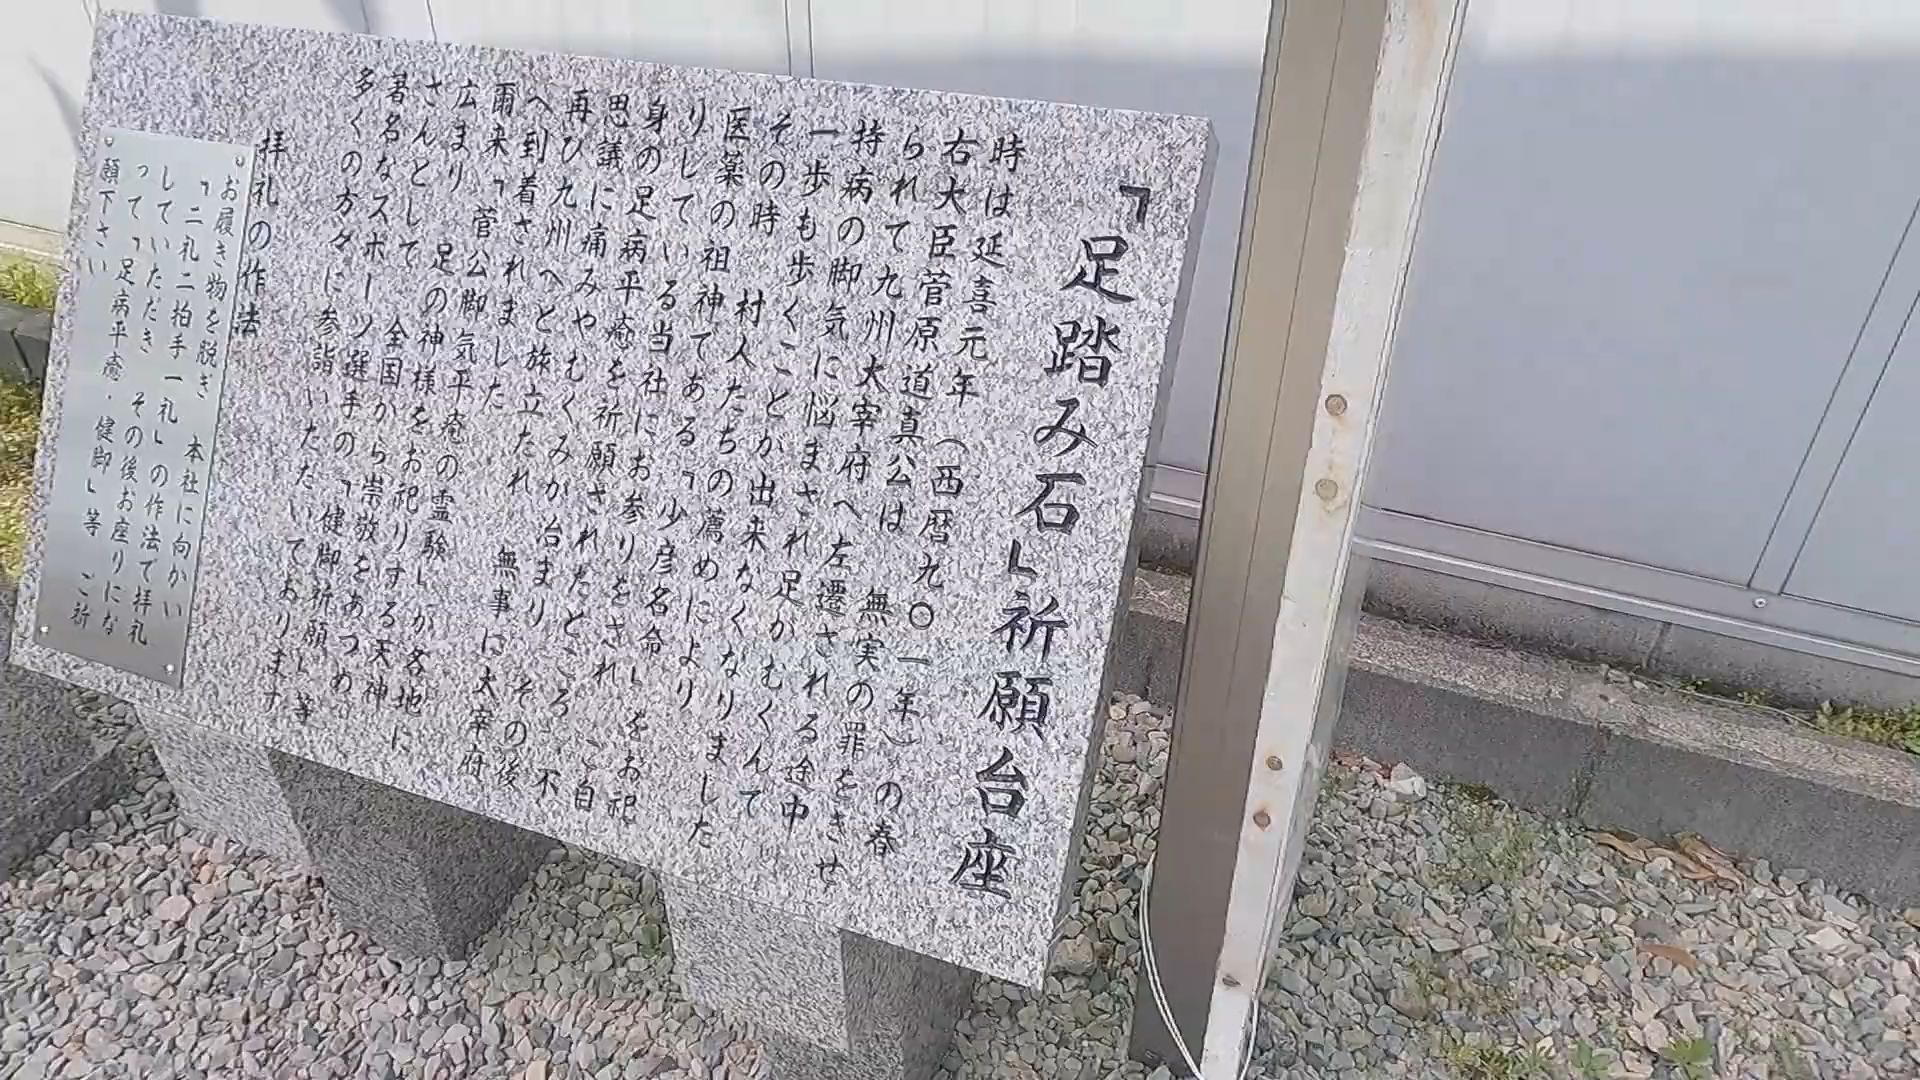 「足踏み石」祈願台座
時は延喜元年（西暦九〇一年）の春
右大臣菅原道真公は 無実の罪をきせ
られて九州大宰府へ左遷される途中
持病の脚気に悩まされ足がむくんで
一歩も歩くことが出来なくなりました
その時 村人たちの薦めにより
医薬の祖神である「少彦名命」をお祀
りしている当社にお参りをされ ご自
身の足病平癒を祈願されたところ 不
思議に痛みやむくみが治まり その後
再び九州へと旅立たれ 無事に大宰府
へ到着されました
爾来「菅公脚気平癒の霊験」が各地に
広まり 足の神様をお祀りする天神
さんとして 全国から崇敬をあつめ
著名なスポーツ選手の「健脚祈願」等
多くの方々に参詣いただいております
拝礼の作法
お履き物を脱ぎ 本社に向かい
「二礼二拍手一礼」の作法で拝礼
していただき その後お座りにな
って「足病平癒・健脚」等 ご祈
願下さい